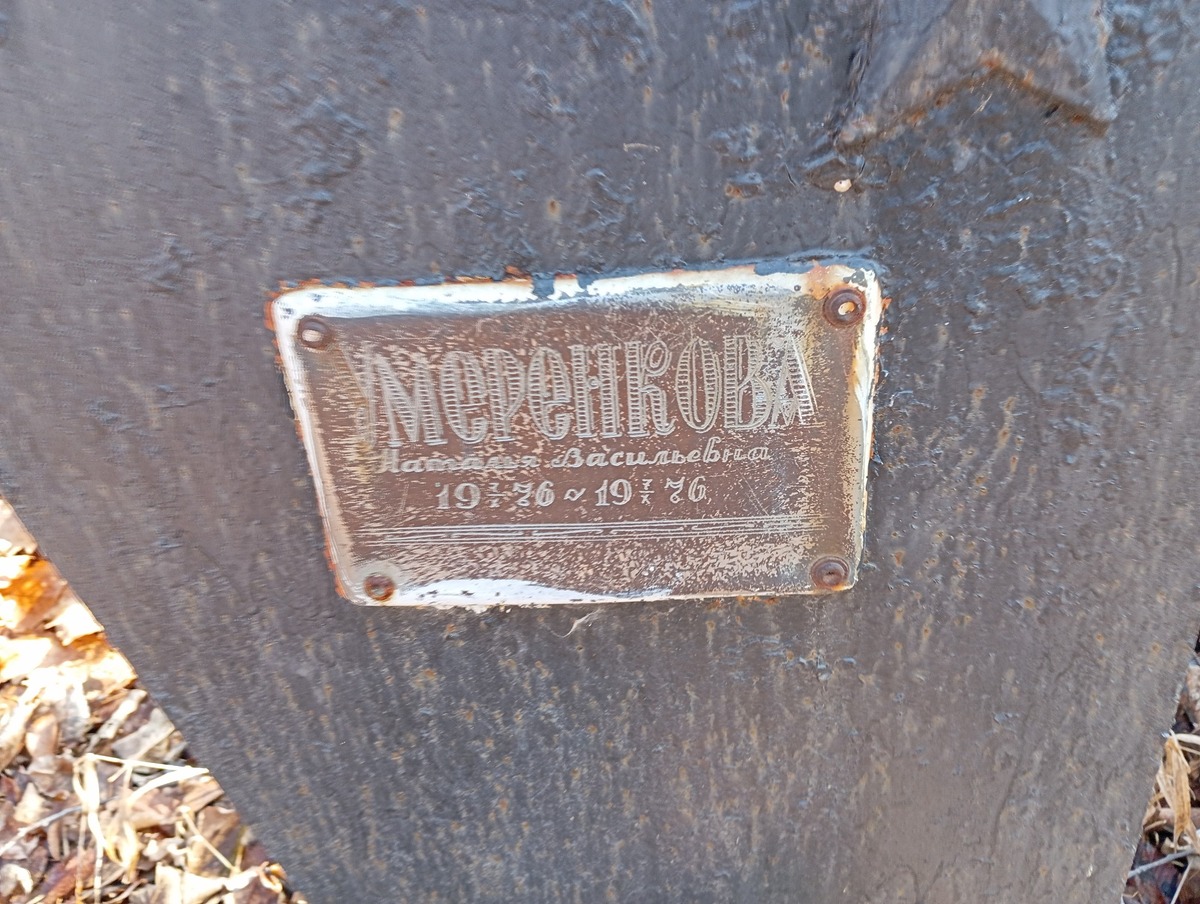 УМЕРЕНКОВА
Наталья Васильевна
19 7/I 76 ~ 19 7/X 76